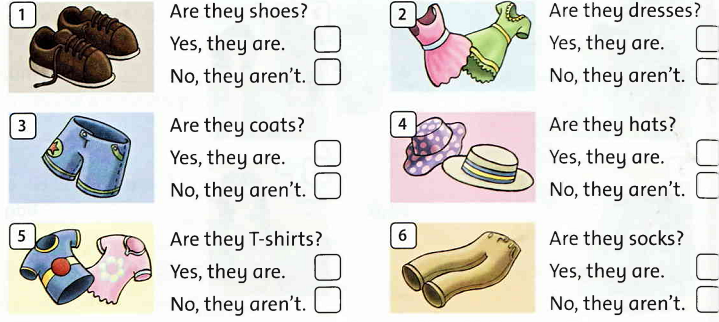 1
Are they shoes?
Yes, they are.
No, they aren't.
2
Are they dresses?
Yes, they are.
No, they aren't.
3
Are they coats?
Yes, they are.
No, they aren't.
4
Are they hats?
Yes, they are.
No, they aren't.
5
Are they T-shirts?
Yes, they are.
No, they aren't.
6
Are they socks?
Yes, they are.
No, they aren't.